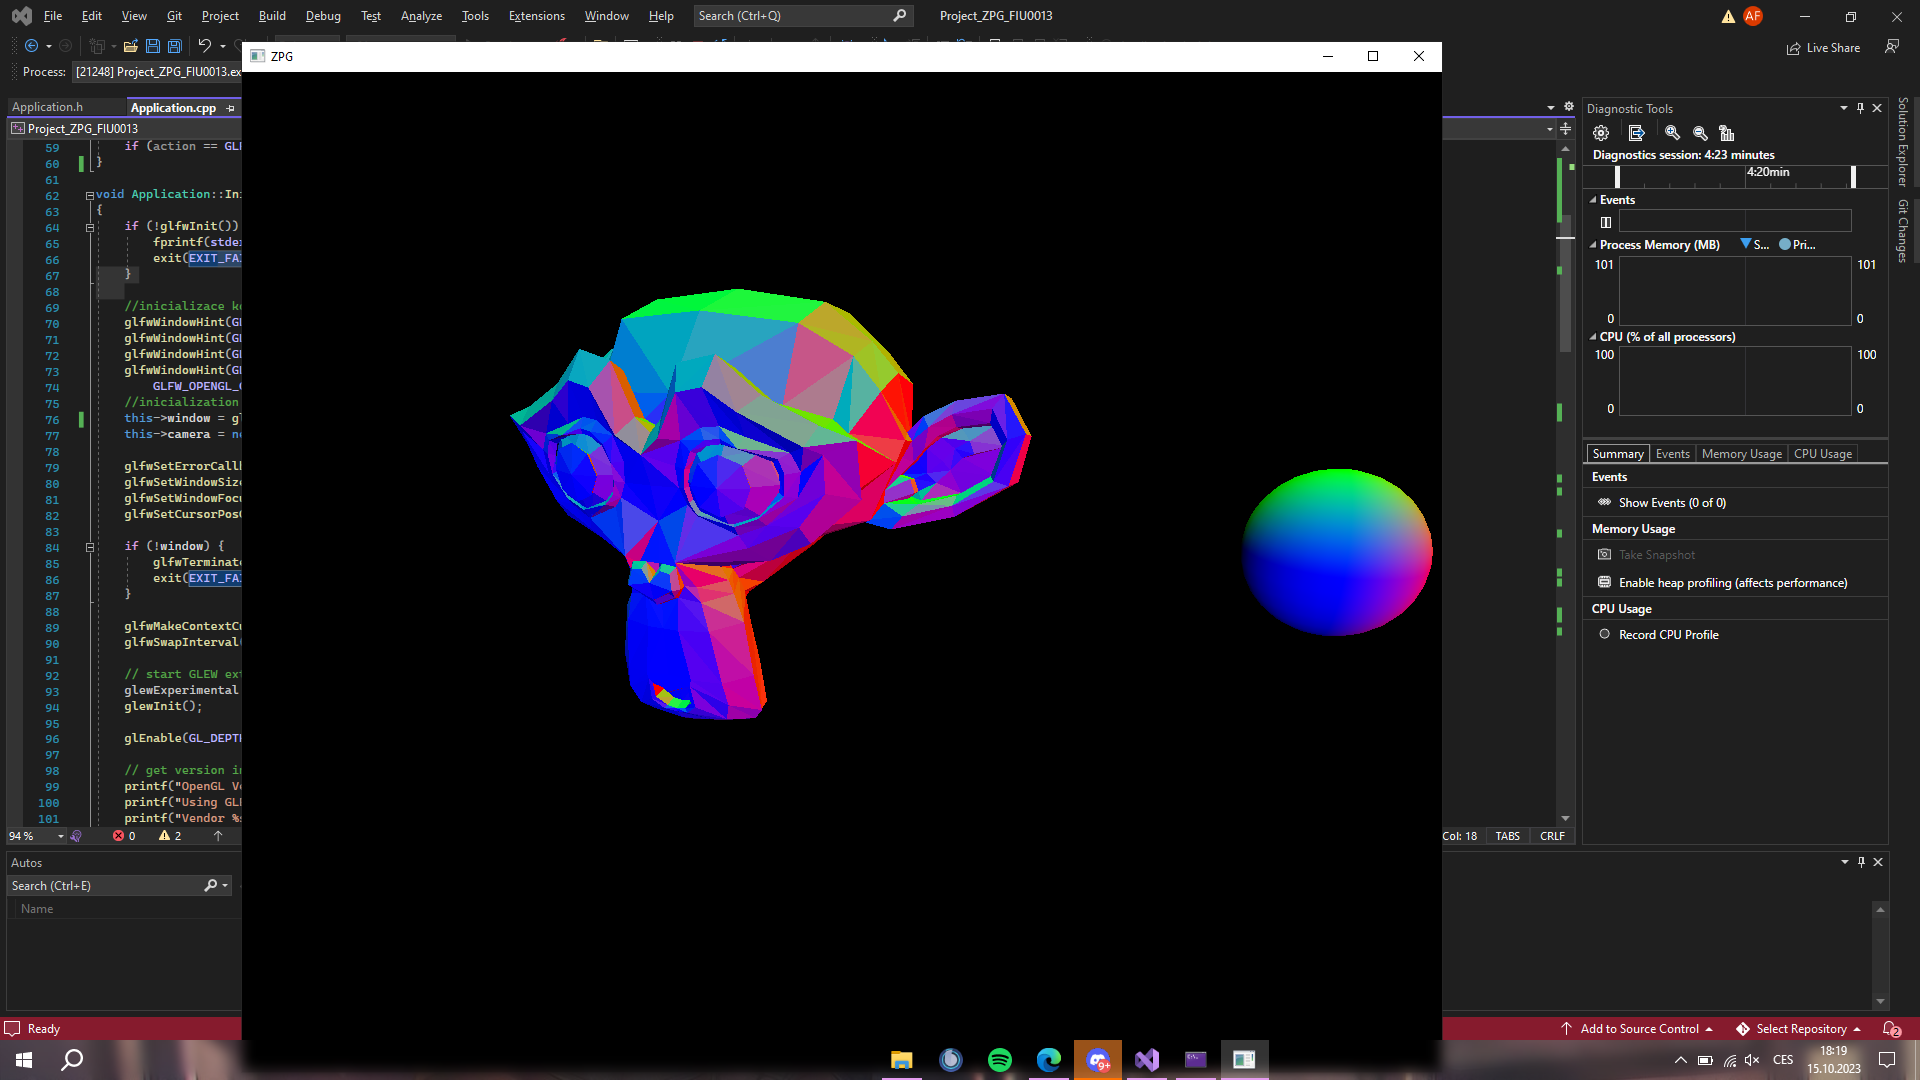 File Edit View Git Project Build Debug Test Analyze Tools Extensions Window Help Search (Ctrl+Q) Project_ZPG_FIU0013 AF
Live Share
Process: [21248] Project_ZPG_FIU0013.ex
ZPG
Application.h Application.cpp
Project_ZPG_FIU0013
59 if (action == GL
60 }
61
62 void Application::Ini
63 {
64 if (!glfwInit())
65 fprintf(stde
66 exit(EXIT_FAI
67 }
68
69 //inicializace k
70 glfwWindowHint(G
71 glfwWindowHint(G
72 glfwWindowHint(G
73 glfwWindowHint(G
74 GLFW_OPENGL_
75 //inicialization
76 this->window = gl
77 this->camera = ne
78
79 glfwSetErrorCall
80 glfwSetWindowSiz
81 glfwSetWindowFoc
82 glfwSetCursorPos
83
84 if (!window) {
85 glfwTerminat
86 exit(EXIT_FAI
87 }
88
89 glfwMakeContextCu
90 glfwSwapInterval(
91
92 // start GLEW ext
93 glewExperimental
94 glewInit();
95
96 glEnable(GL_DEPT
97
98 // get version in
99 printf("OpenGL Ve
100 printf("Using GL
101 printf("Vendor %s
94 % 0 2
Col: 18 TABS CRLF
Autos
Search (Ctrl+E)
Name
Diagnostic Tools
Diagnostics session: 4:23 minutes
4:20min
Events
Process Memory (MB) S... Pri...
101 101
0 0
CPU (% of all processors)
100 100
0 0
Summary Events Memory Usage CPU Usage
Events
Show Events (0 of 0)
Memory Usage
Take Snapshot
Enable heap profiling (affects performance)
CPU Usage
Record CPU Profile
Solution Explorer
Git Changes
Ready
Add to Source Control Select Repository 2
9+
CES
18:19
15.10.2023